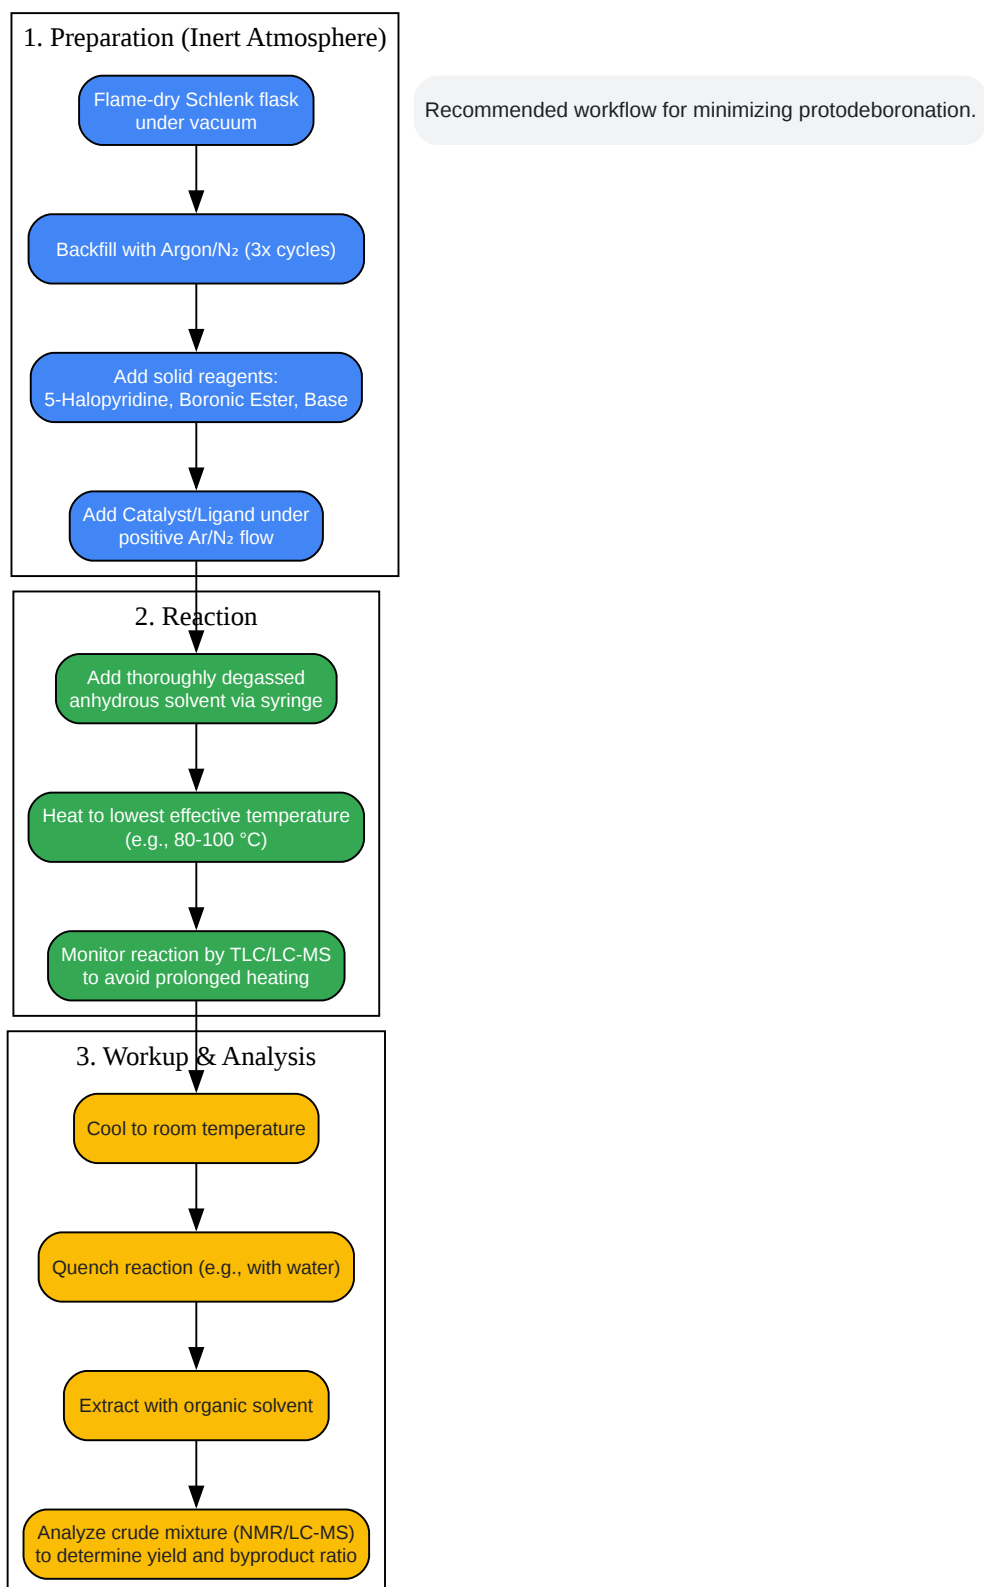 1. Preparation (Inert Atmosphere)
Flame-dry Schlenk flask
under vacuum
Recommended workflow for minimizing protodeboronation.
Backfill with Argon/N₂ (3x cycles)
Add solid reagents:
5-Halopyridine, Boronic Ester, Base
Add Catalyst/Ligand under
positive Ar/N₂ flow
2. Reaction
Add thoroughly degassed
anhydrous solvent via syringe
Heat to lowest effective temperature
(e.g., 80-100 °C)
Monitor reaction by TLC/LC-MS
to avoid prolonged heating
3. Workup & Analysis
Cool to room temperature
Quench reaction (e.g., with water)
Extract with organic solvent
Analyze crude mixture (NMR/LC-MS)
to determine yield and byproduct ratio